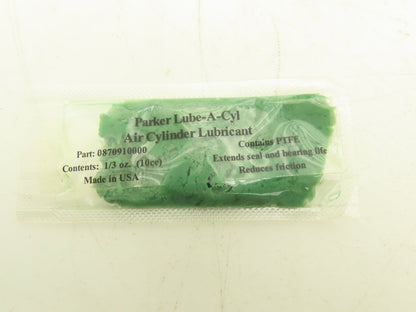 Parker Lube-A-Cyl
Air Cylinder Lubricant
Part: 0870910000
Contents: 1/3 oz. (10cc)
Made in USA
Contains PTFE
Extends seal and bearing life
Reduces friction